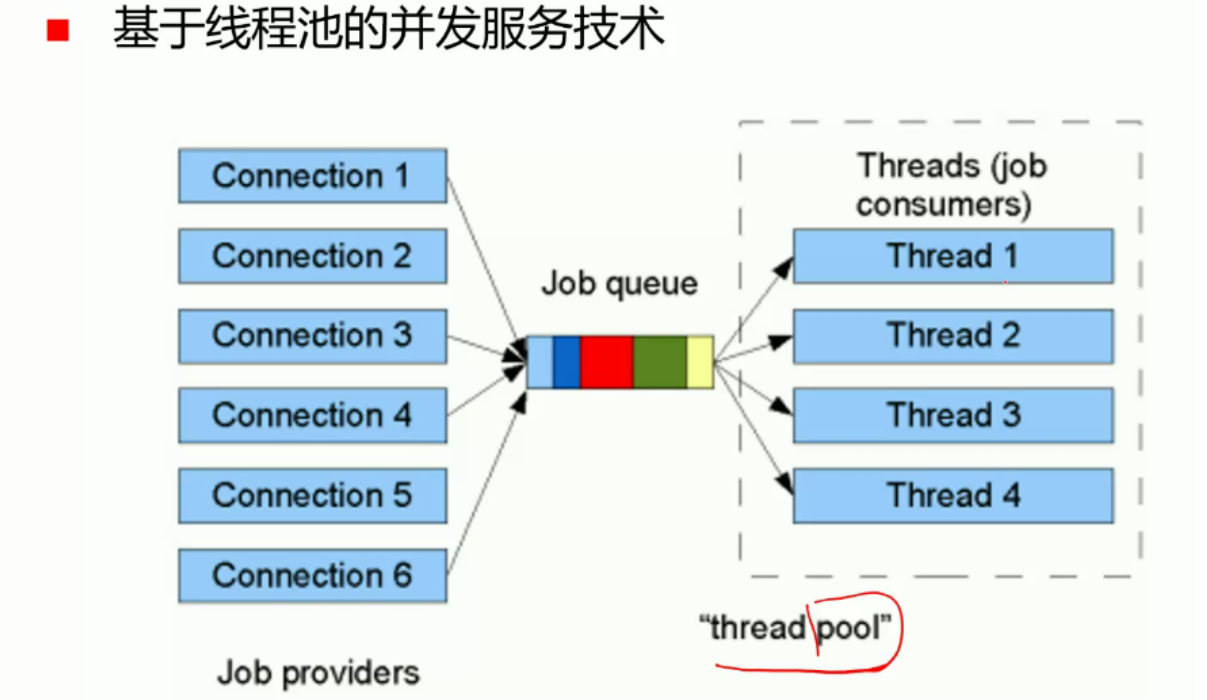 基于线程池的并发服务技术
Connection 1
Connection 2
Connection 3
Connection 4
Connection 5
Connection 6
Job providers
Job queue
Threads (job
consumers)
Thread 1
Thread 2
Thread 3
Thread 4
“thread pool”